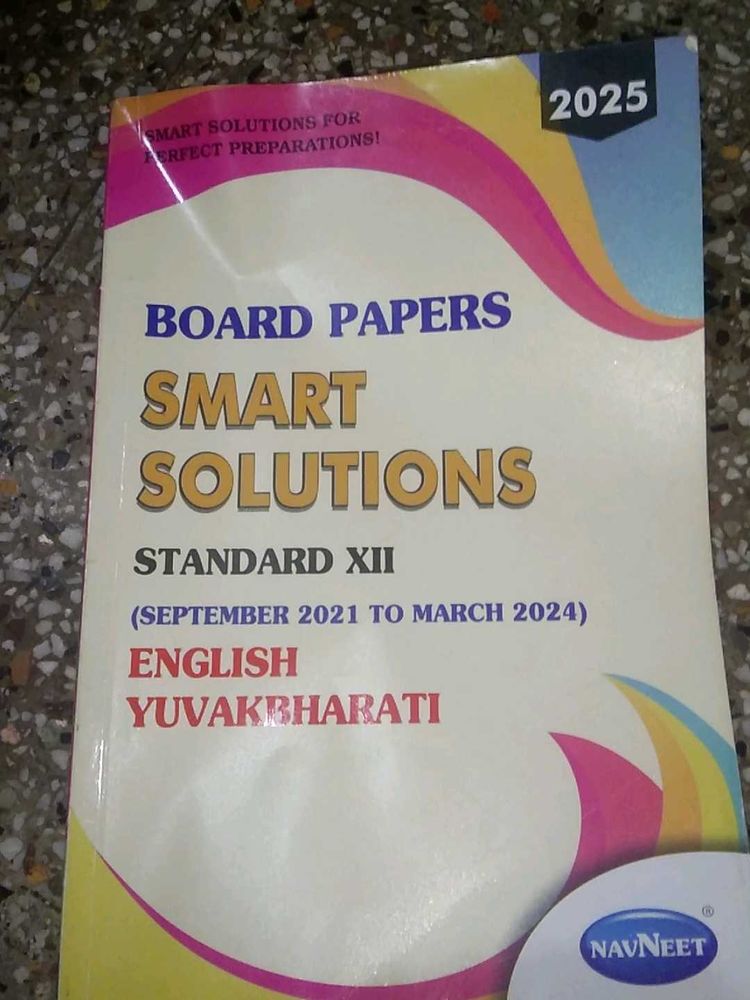 2025
SMART SOLUTIONS FOR
PERFECT PREPARATIONS!
BOARD PAPERS
SMART
SOLUTIONS
STANDARD XII
(SEPTEMBER 2021 TO MARCH 2024)
ENGLISH
YUVAKBHARATI
®
NAVNEET